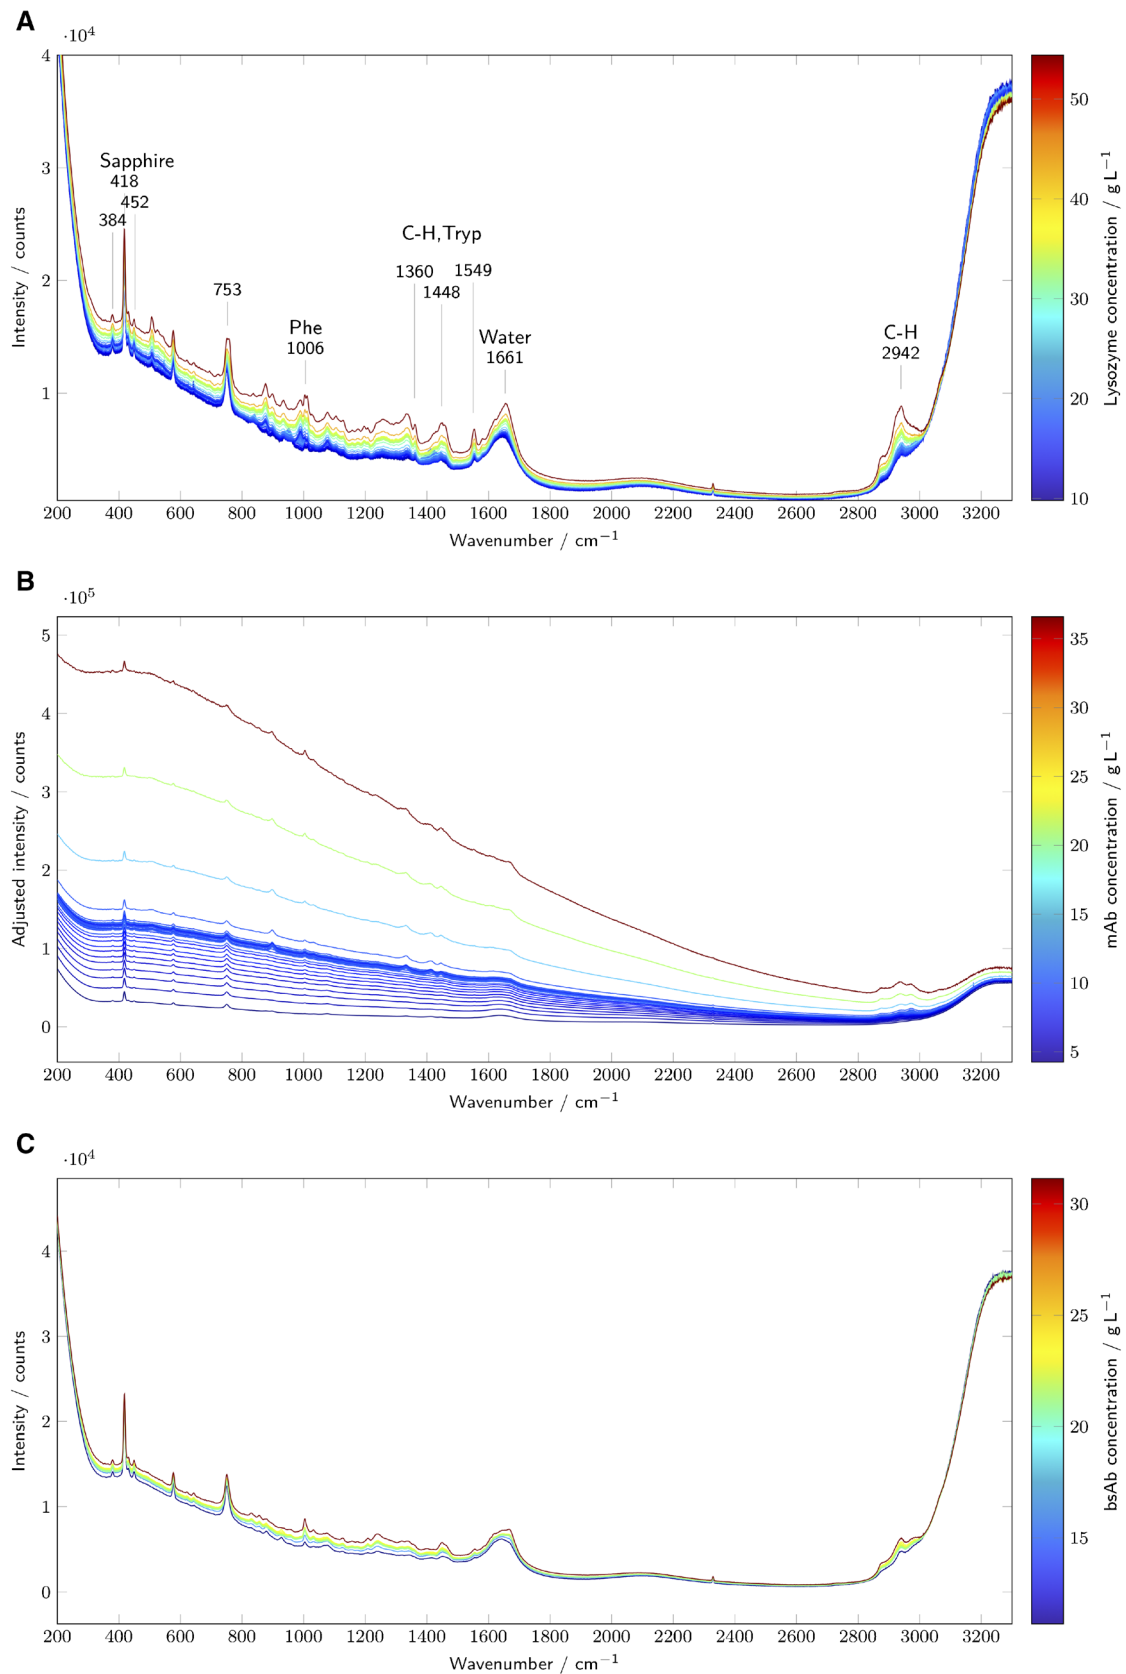 A
·10⁴
4
3
2
1
Intensity / counts
Sapphire
418
452
384
753
Phe
1006
C-H,Tryp
1360
1549
1448
Water
1661
C-H
2942
200 400 600 800 1000 1200 1400 1600 1800 2000 2200 2400 2600 2800 3000 3200
Wavenumber / cm⁻¹
50
40
30
20
10
Lysozyme concentration / g L⁻¹
B
·10⁵
5
4
3
2
1
0
Adjusted intensity / counts
200 400 600 800 1000 1200 1400 1600 1800 2000 2200 2400 2600 2800 3000 3200
Wavenumber / cm⁻¹
35
30
25
20
15
10
5
mAb concentration / g L⁻¹
C
·10⁴
4
3
2
1
0
Intensity / counts
200 400 600 800 1000 1200 1400 1600 1800 2000 2200 2400 2600 2800 3000 3200
Wavenumber / cm⁻¹
30
25
20
15
bsAb concentration / g L⁻¹